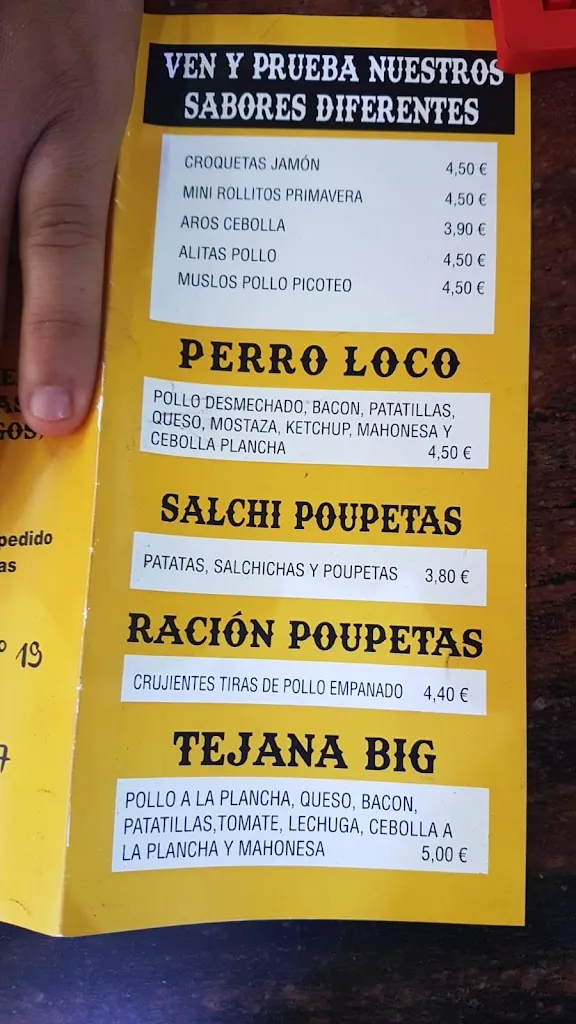 VEN Y PRUEBA NUESTROS
SABORES DIFERENTES
CROQUETAS JAMÓN 4,50 €
MINI ROLLITOS PRIMAVERA 4,50 €
AROS CEBOLLA 3,90 €
ALITAS POLLO 4,50 €
MUSLOS POLLO PICOTEO 4,50 €
PERRO LOCO
POLLO DESMECHADO, BACON, PATATILLAS,
QUESO, MOSTAZA, KETCHUP, MAHONESA Y
CEBOLLA PLANCHA 4,50 €
SALCHI POUPETAS
PATATAS, SALCHICHAS Y POUPETAS 3,80 €
RACIÓN POUPETAS
CRUJIENTES TIRAS DE POLLO EMPANADO 4,40 €
TEJANA BIG
POLLO A LA PLANCHA, QUESO, BACON,
PATATILLAS,TOMATE, LECHUGA, CEBOLLA A
LA PLANCHA Y MAHONESA 5,00 €
pedido
as
19
7